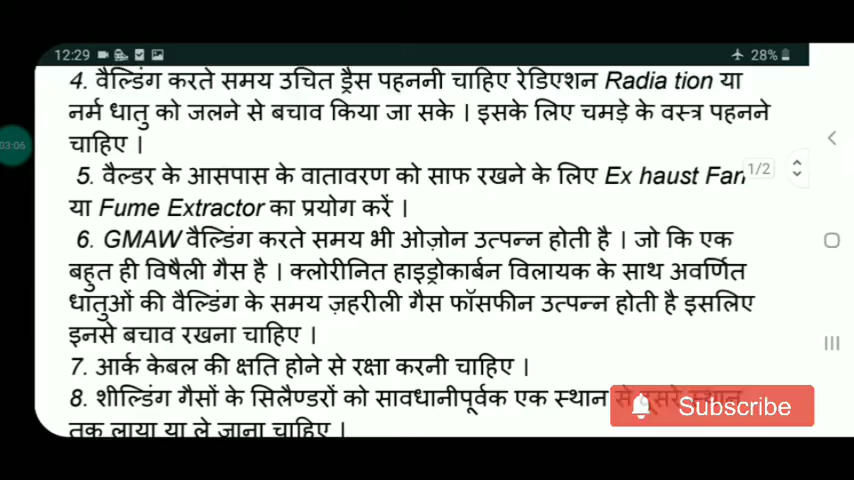 12:29
28%
4. वैल्डिंग करते समय उचित ड्रैस पहननी चाहिए रेडिएशन Radia tion या
नर्म धातु को जलने से बचाव किया जा सके । इसके लिए चमड़े के वस्त्र पहनने
चाहिए ।
03:06
5. वैल्डर के आसपास के वातावरण को साफ रखने के लिए Ex haust Fan
1/2
या Fume Extractor का प्रयोग करें ।
6. GMAW वैल्डिंग करते समय भी ओज़ोन उत्पन्न होती है । जो कि एक
बहुत ही विषैली गैस है । क्लोरीनित हाइड्रोकार्बन विलायक के साथ अवर्णित
धातुओं की वैल्डिंग के समय ज़हरीली गैस फॉसफीन उत्पन्न होती है इसलिए
इनसे बचाव रखना चाहिए ।
7. आर्क केबल की क्षति होने से रक्षा करनी चाहिए ।
8. शीर्ल्डिंग गैसों के सिलैण्डरों को सावधानीपूर्वक एक स्थान से दूसरे स्थान
Subscribe
तक लाया या ले जाना चाहिए ।